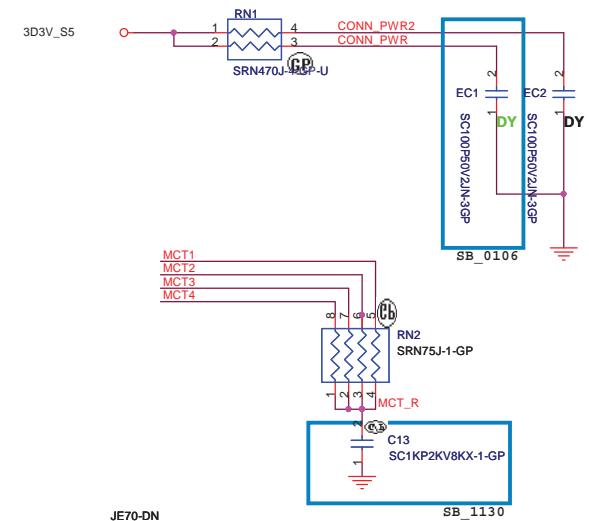 RN1
3D3V_S5
1 4 CONN_PWR2
2 3 CONN_PWR
GP
SRN470J-4-GP-U
2 2
EC1 EC2
1 1
DY DY
SC100P50V2JN-3GP SC100P50V2JN-3GP
SB_0106
MCT1
MCT2
MCT3
MCT4
8 7 6 5
RN2
SRN75J-1-GP
1 2 3 4
MCT_R
2
C13
SC1KP2KV8KX-1-GP
1
SB_1130
JE70-DN